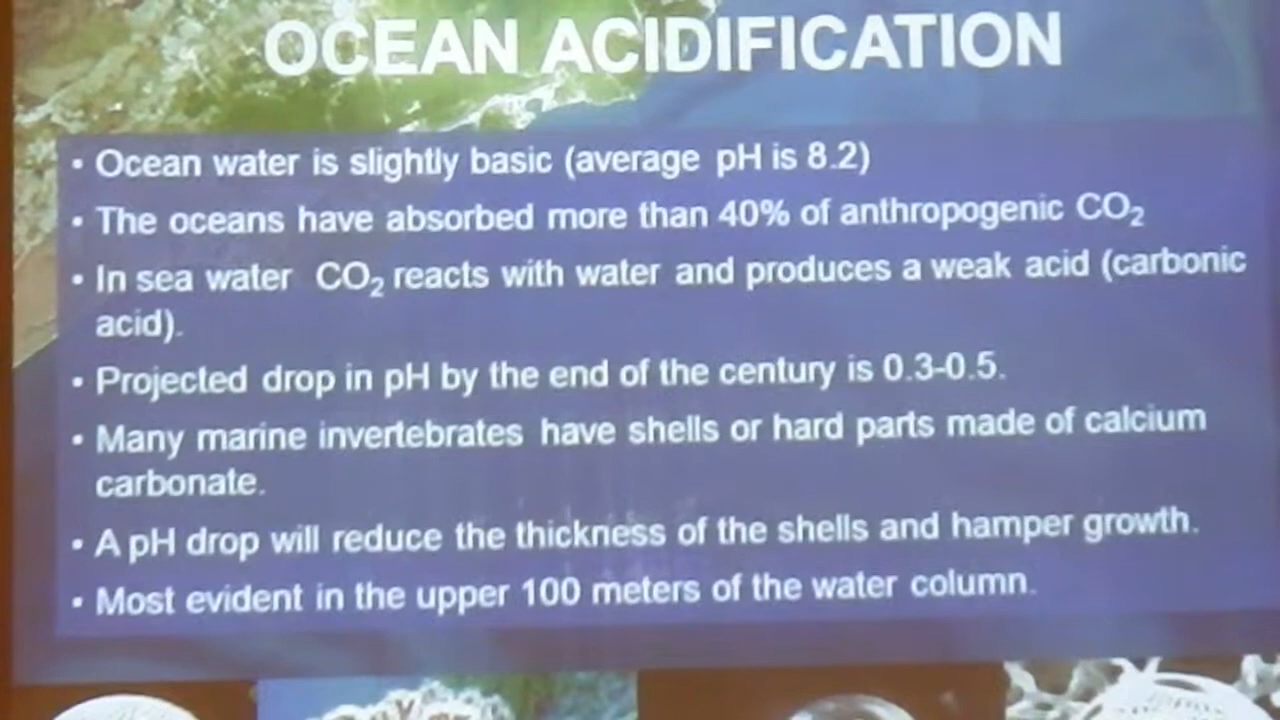 OCEAN ACIDIFICATION
• Ocean water is slightly basic (average pH is 8.2)
• The oceans have absorbed more than 40% of anthropogenic CO₂
• In sea water CO₂ reacts with water and produces a weak acid (carbonic
acid).
• Projected drop in pH by the end of the century is 0.3-0.5.
• Many marine invertebrates have shells or hard parts made of calcium
carbonate.
• A pH drop will reduce the thickness of the shells and hamper growth.
• Most evident in the upper 100 meters of the water column.